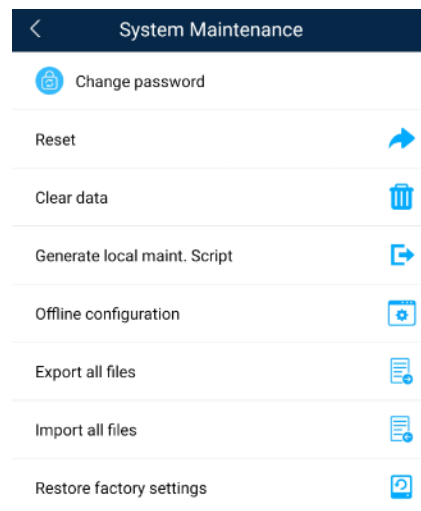 System Maintenance
Change password
Reset
Clear data
Generate local maint. Script
Offline configuration
Export all files
Import all files
Restore factory settings